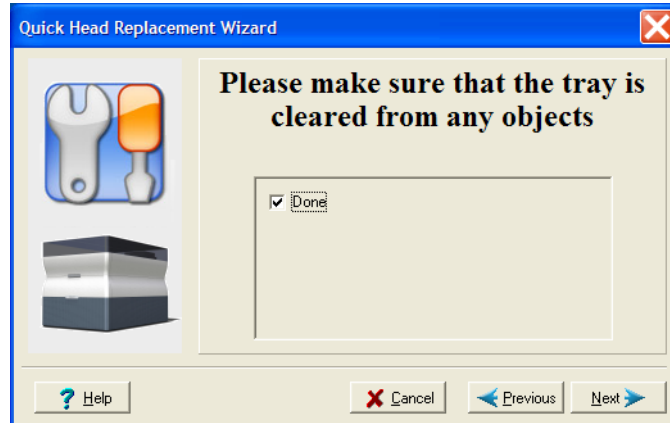 Quick Head Replacement Wizard
Please make sure that the tray is
cleared from any objects
Done
Help
Cancel
Previous
Next